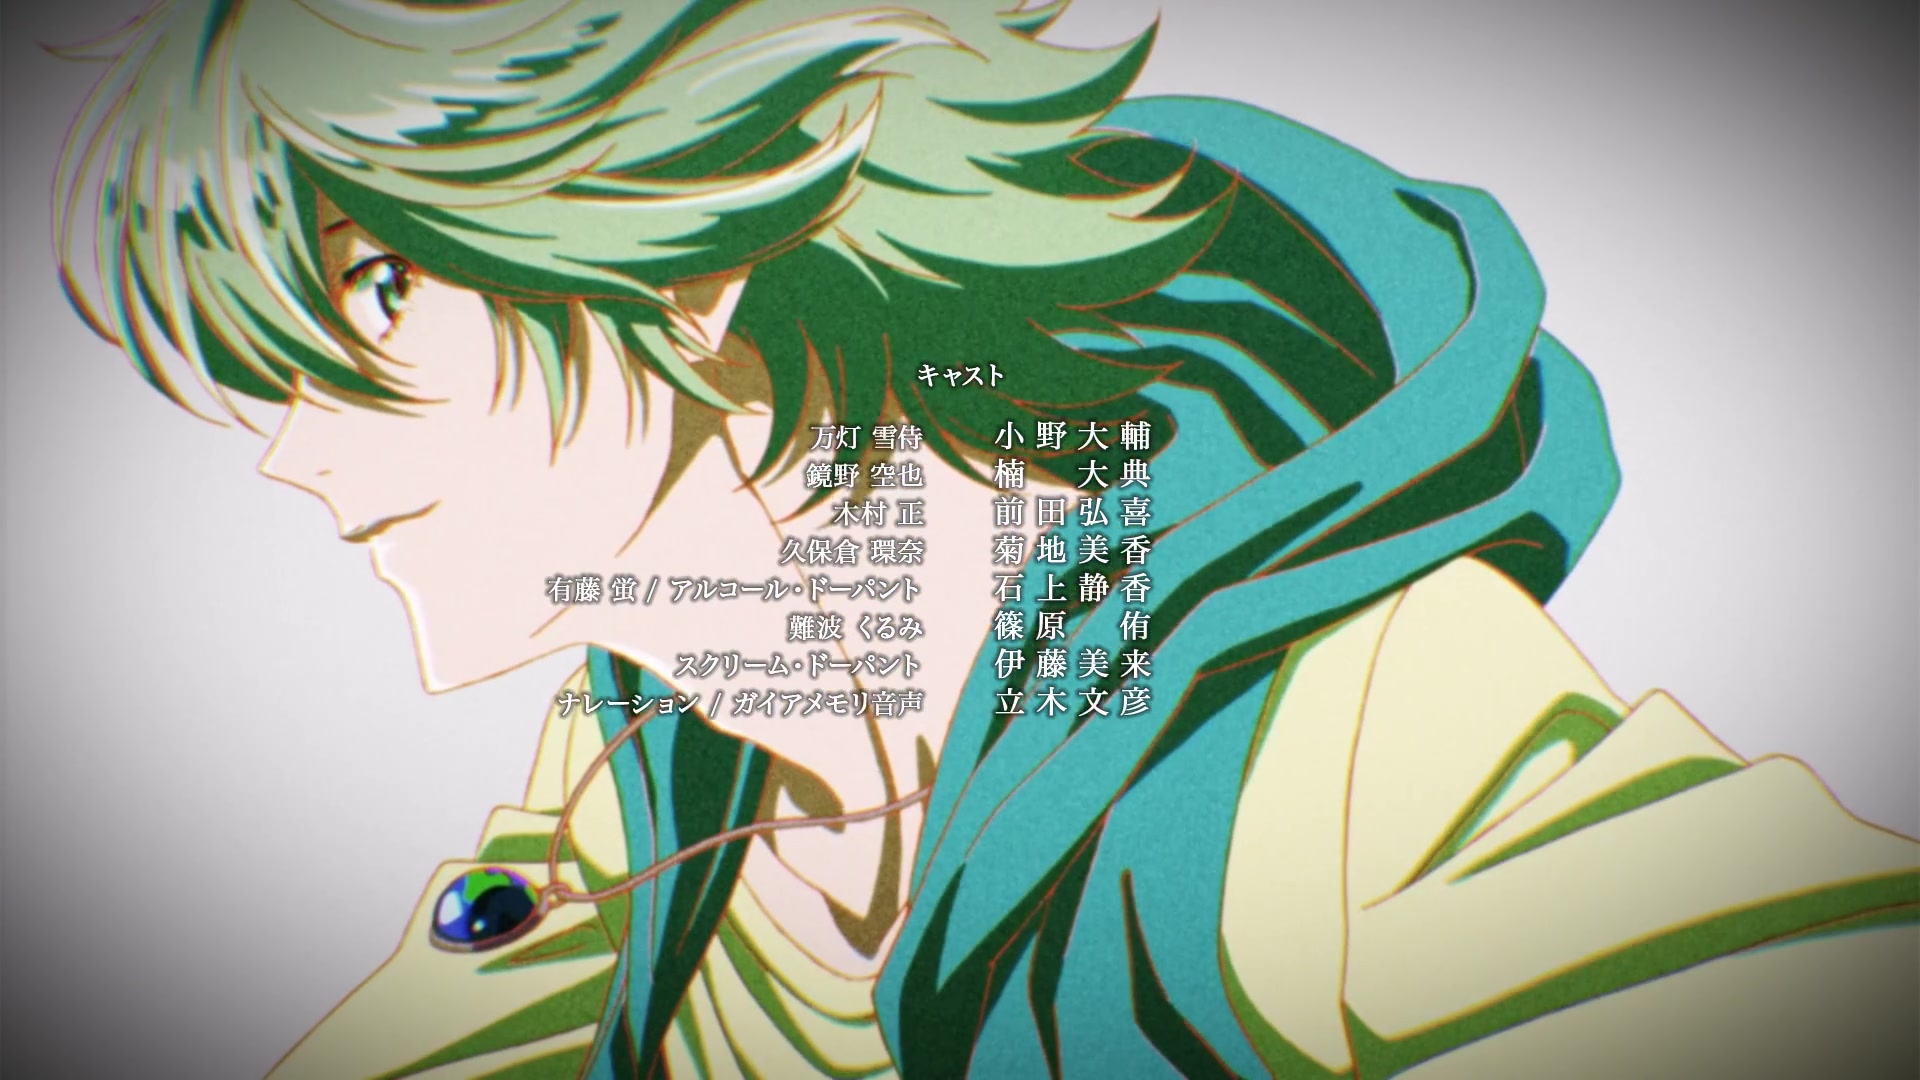 キャスト
万灯 雪侍 小野大輔
鏡野 空也 楠 大典
木村 正 前田弘喜
久保倉 環奈 菊地美香
有藤 蛍 / アルコール・ドーパント 石上静香
難波 くるみ 篠原 侑
スクリーム・ドーパント 伊藤美来
ナレーション / ガイアメモリ音声 立木文彦